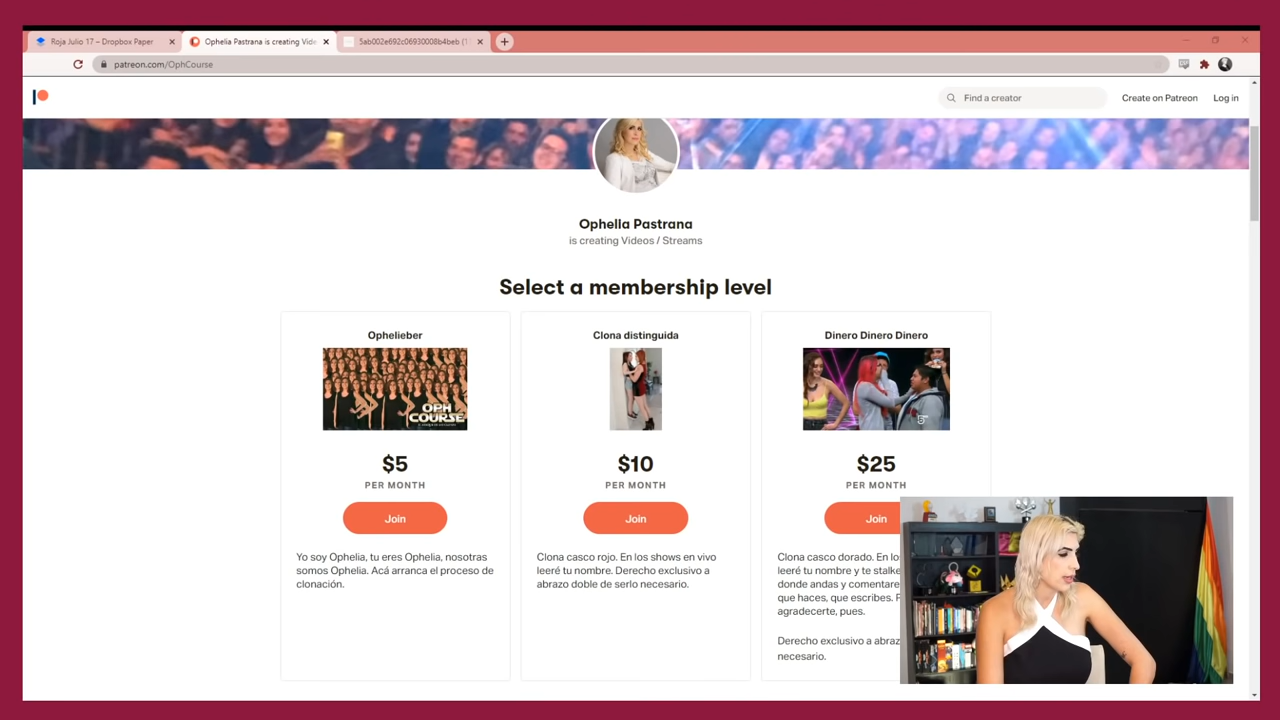 Roja Julio 17 – Dropbox Paper
Ophelia Pastrana is creating Vide
5ab002e692c06930008b4beb (1
patreon.com/OphCourse
Find a creator
Create on Patreon
Log in
Ophelia Pastrana
is creating Videos / Streams
Select a membership level
Ophelieber
OPH
COURSE
$5
PER MONTH
Join
Yo soy Ophelia, tu eres Ophelia, nosotras
somos Ophelia. Acá arranca el proceso de
clonación.
Clona distinguida
$10
PER MONTH
Join
Clona casco rojo. En los shows en vivo
leeré tu nombre. Derecho exclusivo a
abrazo doble de serlo necesario.
Dinero Dinero Dinero
$25
PER MONTH
Join
Clona casco dorado. En los
leeré tu nombre y te stalke
donde andas y comentare
que haces, que escribes. P
agradecerte, pues.
Derecho exclusivo a abraz
necesario.